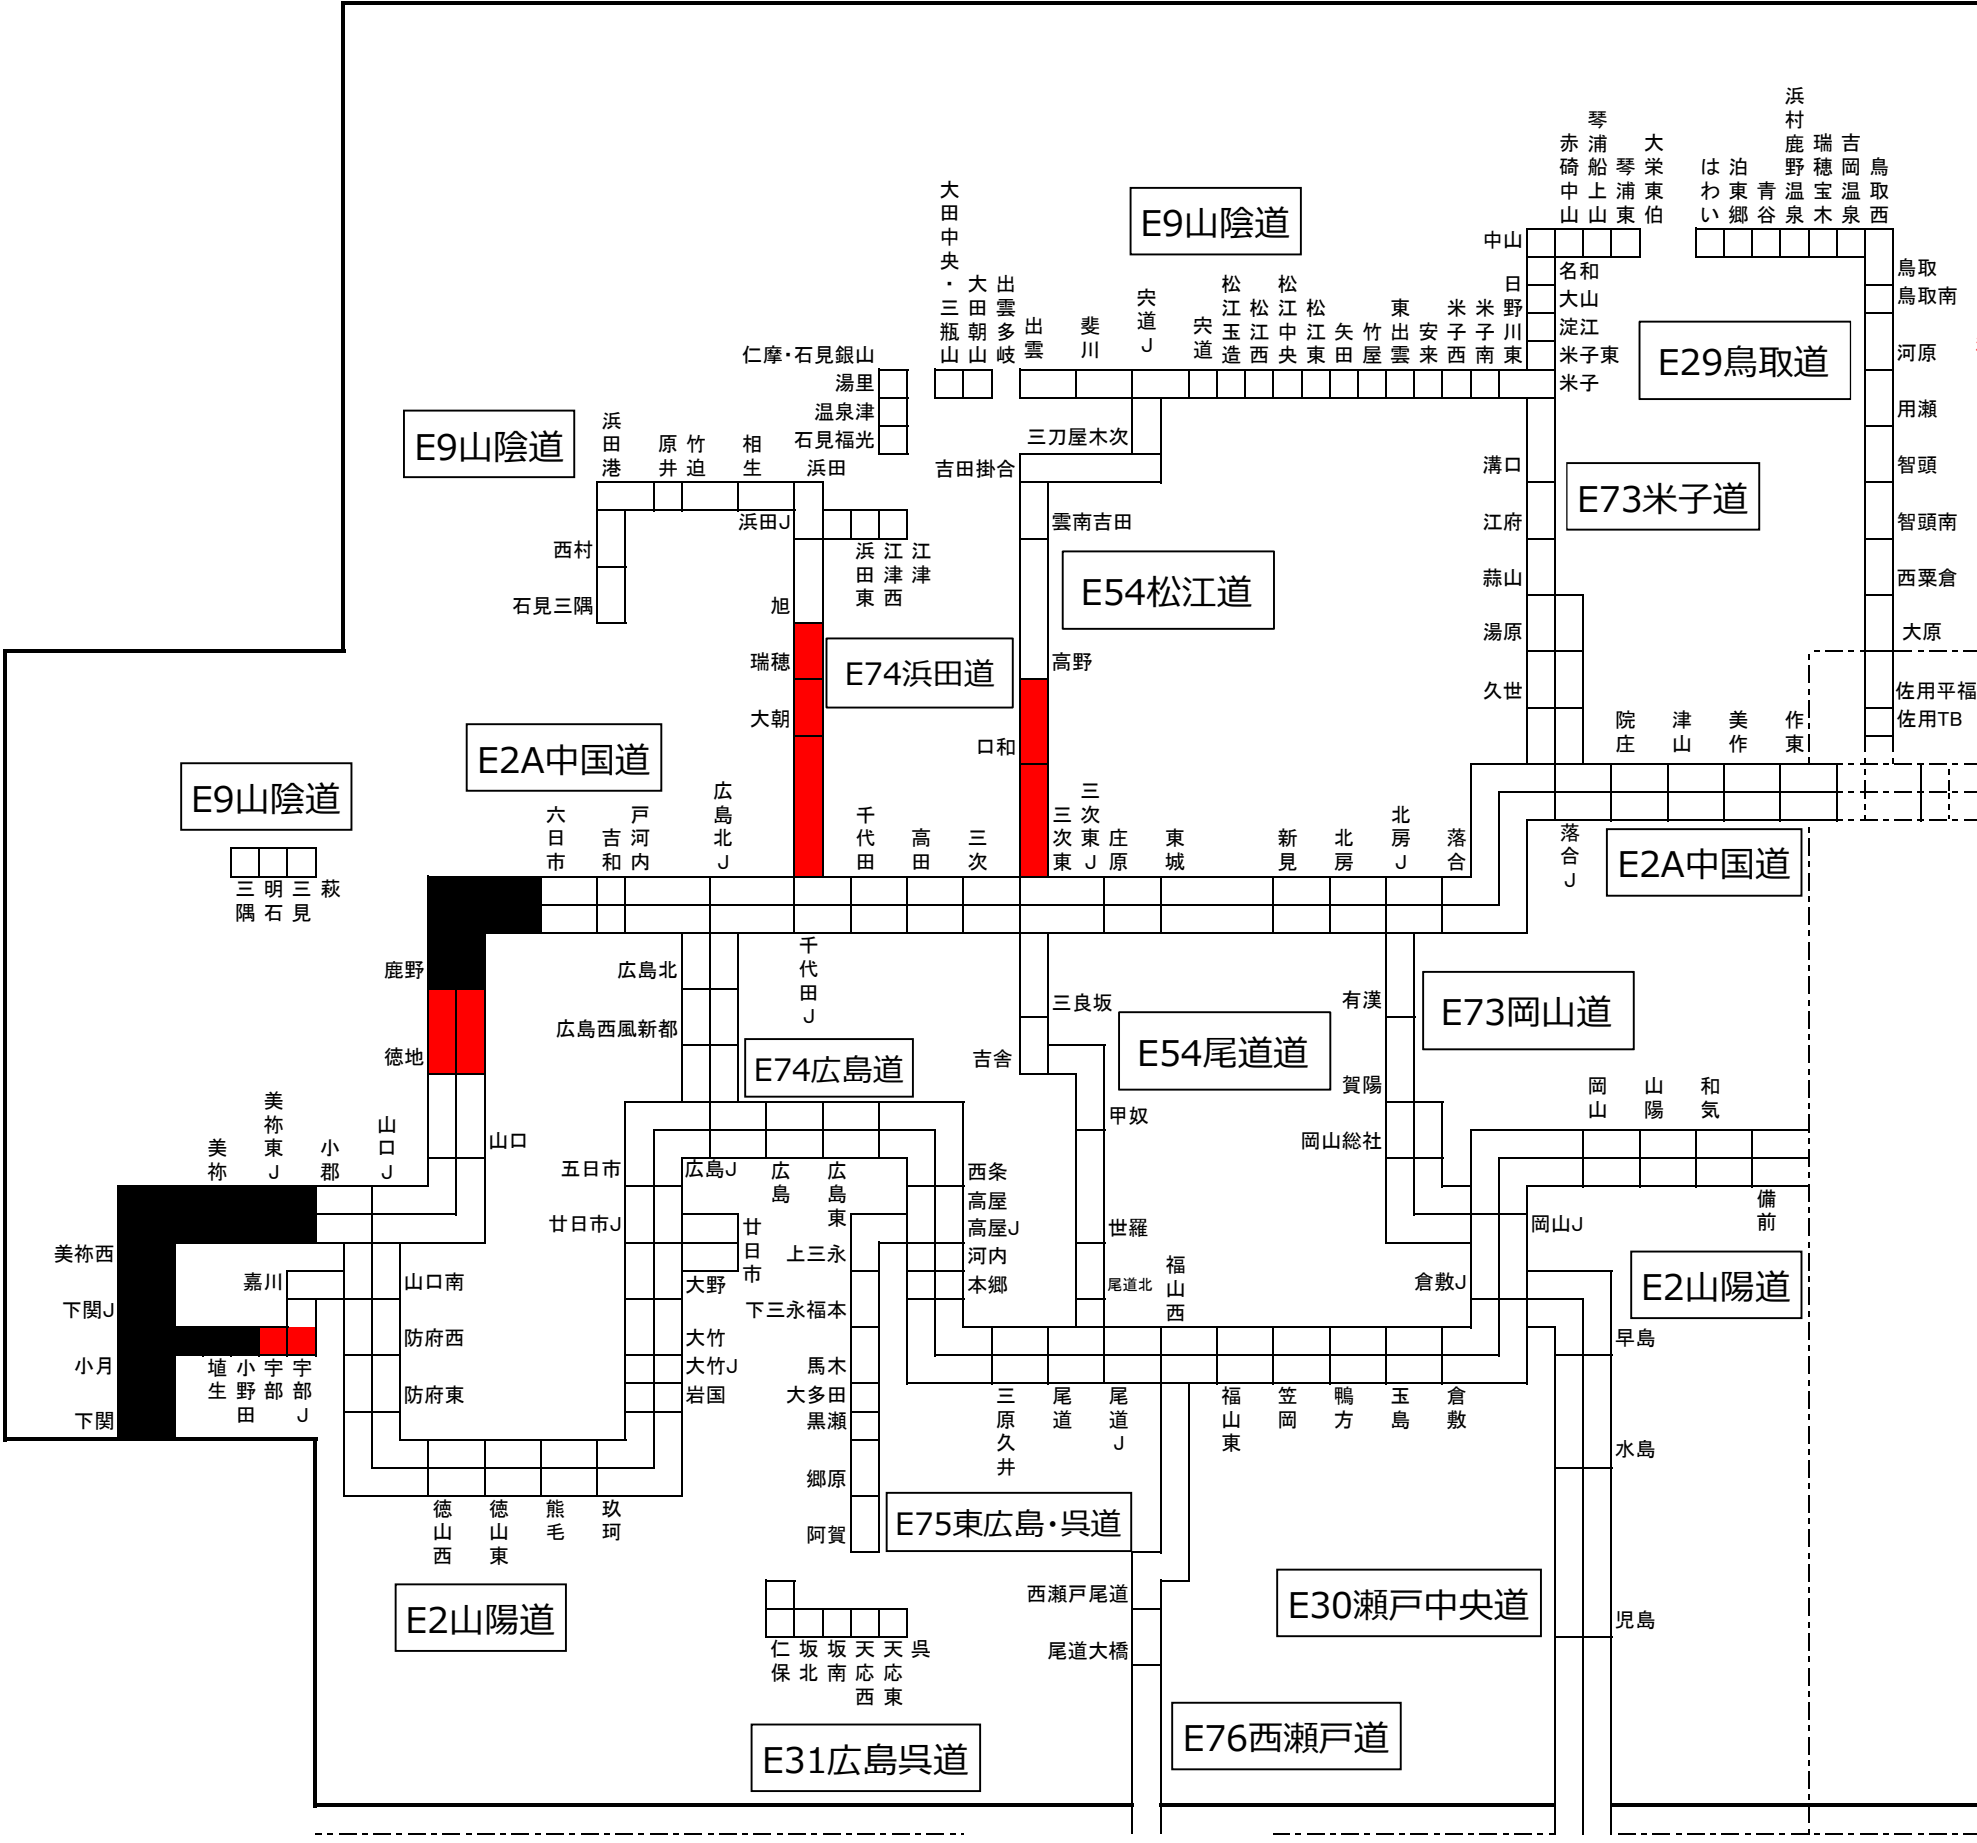 E9山陰道
大田中央・三瓶山
大田朝山
出雲多岐
出雲
斐川
宍道J
宍道
松江玉造
松江西
松江中央
松江東
矢田
竹屋
東出雲
安来
米子西
米子南
日野川東
中山
赤碕中山
琴浦船上山
琴浦東
大栄東伯
はわい
泊東郷
青谷
浜村鹿野温泉
瑞穂宝木
吉岡温泉
鳥取西
名和
大山
淀江
米子東
米子
鳥取
鳥取南
河原
用瀬
智頭
智頭南
西粟倉
大原
佐用平福
佐用TB
E29鳥取道
仁摩・石見銀山
湯里
温泉津
石見福光
E9山陰道
浜田港
原井
竹迫
相生
浜田
浜田J
浜田東
江津西
江津
西村
石見三隅
旭
瑞穂
大朝
E74浜田道
三刀屋木次
吉田掛合
雲南吉田
高野
口和
E54松江道
溝口
江府
蒜山
湯原
久世
E73米子道
E2A中国道
六日市
吉和
戸河内
広島北J
千代田
高田
三次
三次東
三次東J
庄原
東城
新見
北房
北房J
落合
落合J
院庄
津山
美作
作東
E2A中国道
E9山陰道
三隅
明石
三見
萩
鹿野
徳地
山口
美祢
美祢東J
小郡
山口J
美祢西
下関J
小月
下関
嘉川
埴生
小野田
宇部
宇部J
山口南
防府西
防府東
徳山西
徳山東
熊毛
玖珂
E2山陽道
広島北
広島西風新都
千代田J
E74広島道
五日市
廿日市J
広島J
廿日市
大野
大竹
大竹J
岩国
広島
広島東
西条
高屋
高屋J
河内
本郷
上三永
下三永福本
馬木
大多田
黒瀬
郷原
阿賀
E75東広島・呉道
三良坂
吉舎
甲奴
世羅
尾道北
E54尾道道
三原久井
尾道
尾道J
福山西
福山東
笠岡
鴨方
玉島
倉敷
倉敷J
有漢
賀陽
岡山総社
E73岡山道
岡山
山陽
和気
備前
岡山J
E2山陽道
早島
水島
児島
E30瀬戸中央道
西瀬戸尾道
尾道大橋
E76西瀬戸道
仁保
坂北
坂南
天応西
天応東
呉
E31広島呉道